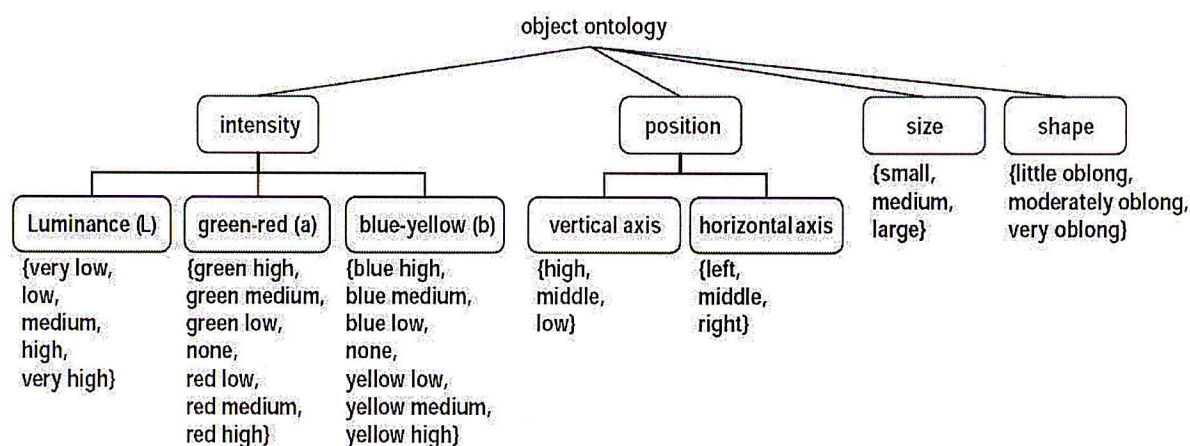 object ontology
intensity
position
size
shape
{small,
medium,
large}
{little oblong,
moderately oblong,
very oblong}
Luminance (L)
green-red (a)
blue-yellow (b)
vertical axis
horizontal axis
{very low,
low,
medium,
high,
very high}
{green high,
green medium,
green low,
none,
red low,
red medium,
red high}
{blue high,
blue medium,
blue low,
none,
yellow low,
yellow medium,
yellow high}
{high,
middle,
low}
{left,
middle,
right}